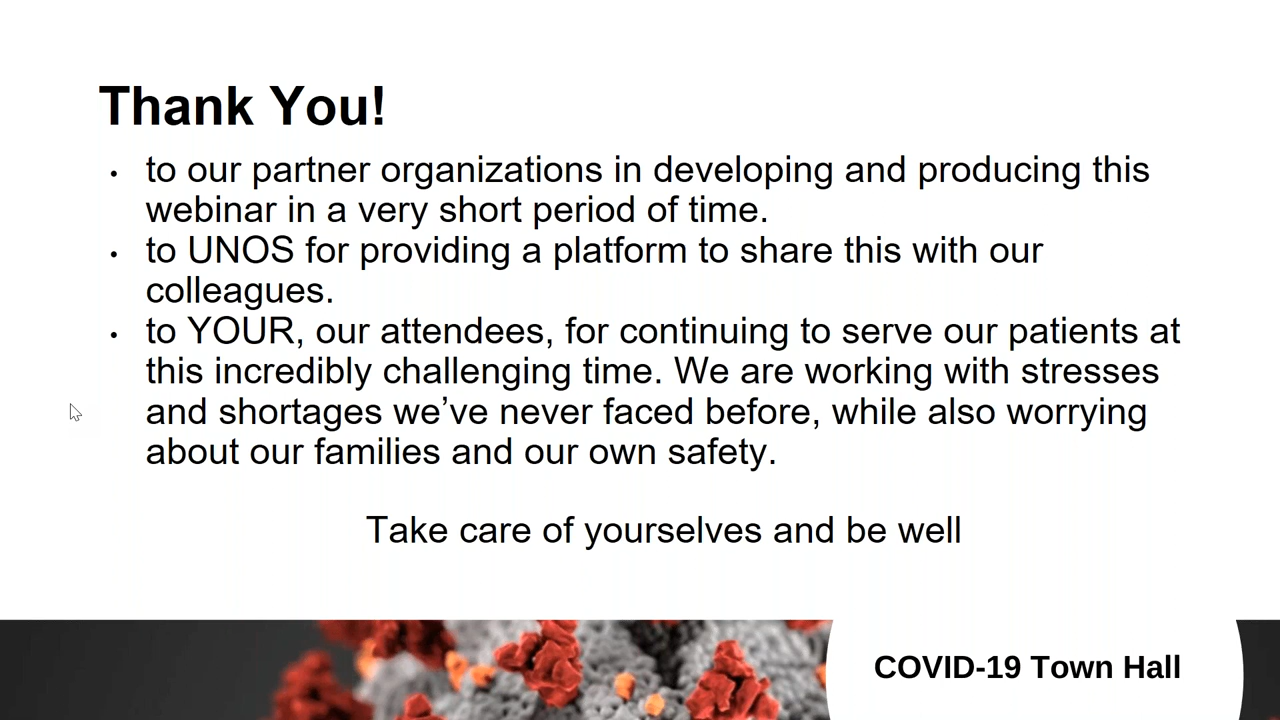 Thank You!
• to our partner organizations in developing and producing this
webinar in a very short period of time.
• to UNOS for providing a platform to share this with our
colleagues.
• to YOUR, our attendees, for continuing to serve our patients at
this incredibly challenging time. We are working with stresses
and shortages we’ve never faced before, while also worrying
about our families and our own safety.
Take care of yourselves and be well
COVID-19 Town Hall